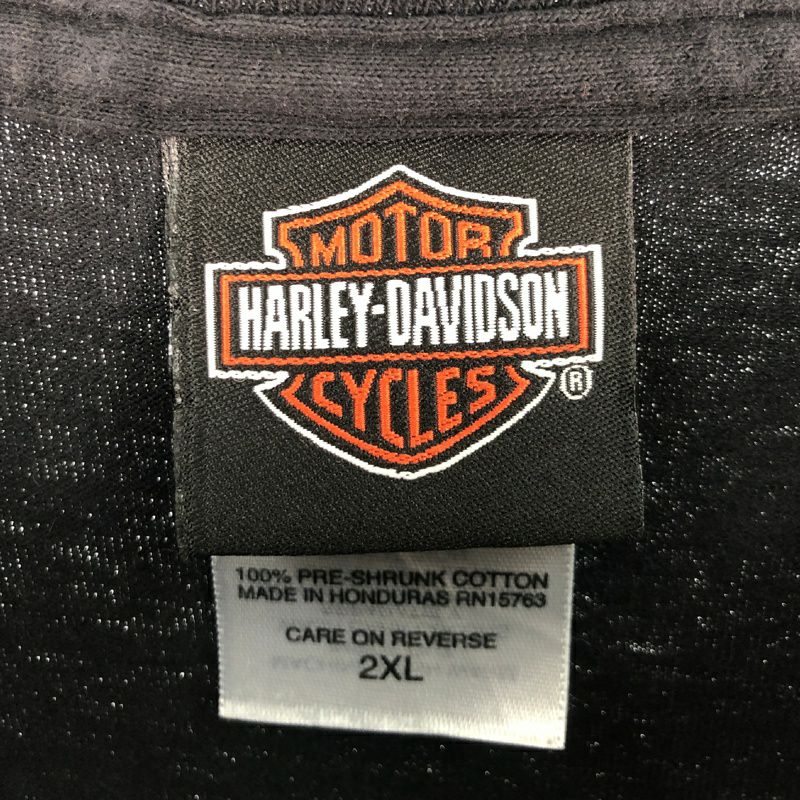 MOTOR
HARLEY-DAVIDSON
CYCLES
®
100% PRE-SHRUNK COTTON
MADE IN HONDURAS RN15763
CARE ON REVERSE
2XL